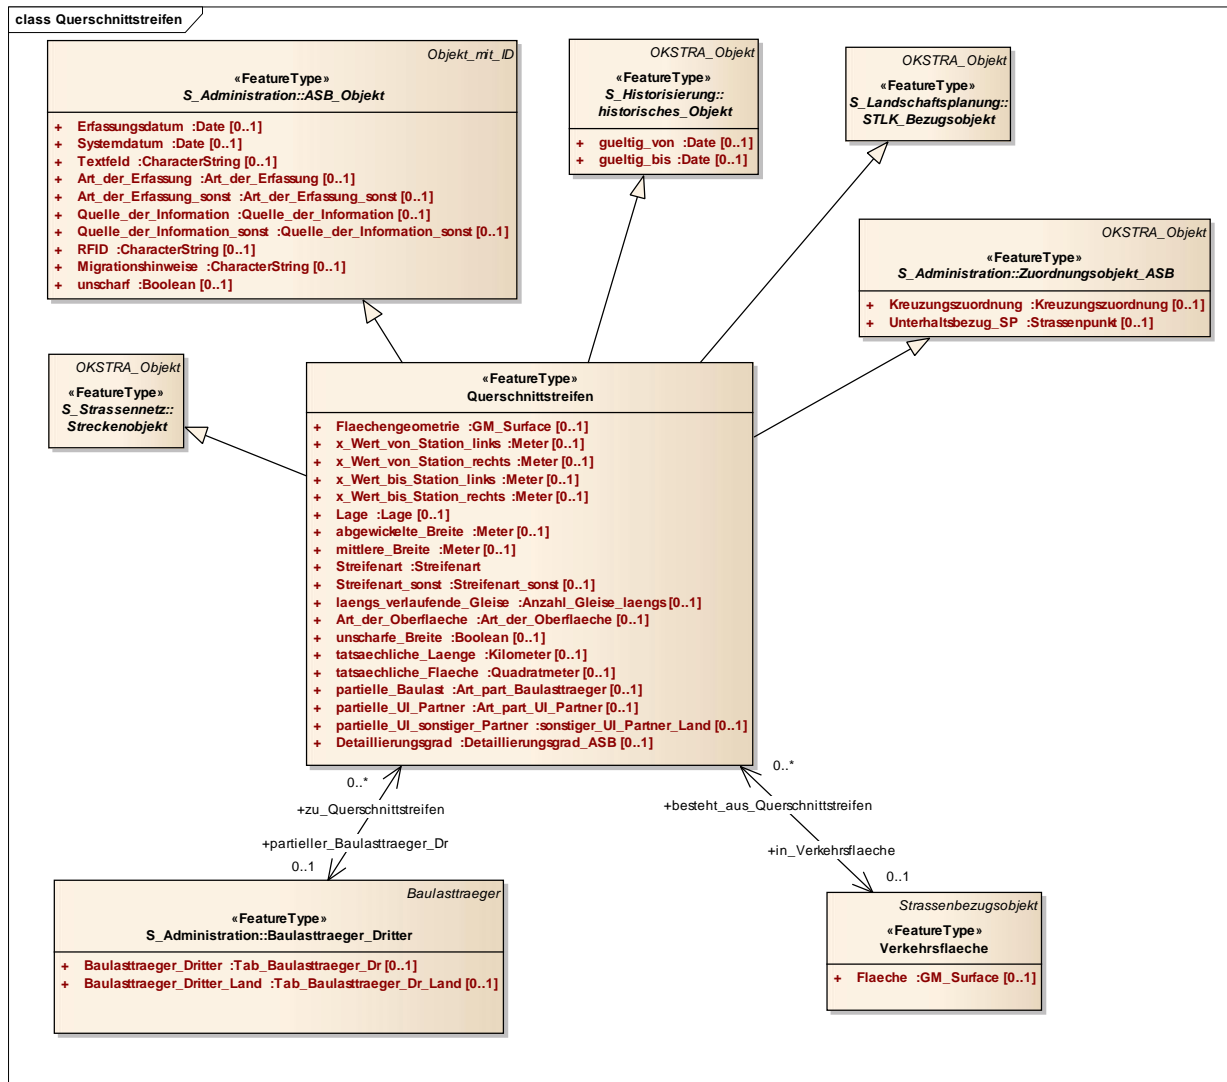 class Querschnittstreifen
Objekt_mit_ID
«FeatureType»
S_Administration::ASB_Objekt
+ Erfassungsdatum :Date [0..1]
+ Systemdatum :Date [0..1]
+ Textfeld :CharacterString [0..1]
+ Art_der_Erfassung :Art_der_Erfassung [0..1]
+ Art_der_Erfassung_sonst :Art_der_Erfassung_sonst [0..1]
+ Quelle_der_Information :Quelle_der_Information [0..1]
+ Quelle_der_Information_sonst :Quelle_der_Information_sonst [0..1]
+ RFID :CharacterString [0..1]
+ Migrationshinweise :CharacterString [0..1]
+ unscharf :Boolean [0..1]
OKSTRA_Objekt
«FeatureType»
S_Historisierung::
historisches_Objekt
+ gueltig_von :Date [0..1]
+ gueltig_bis :Date [0..1]
OKSTRA_Objekt
«FeatureType»
S_Landschaftsplanung::
STLK_Bezugsobjekt
OKSTRA_Objekt
«FeatureType»
S_Administration::Zuordnungsobjekt_ASB
+ Kreuzungszuordnung :Kreuzungszuordnung [0..1]
+ Unterhaltsbezug_SP :Strassenpunkt [0..1]
OKSTRA_Objekt
«FeatureType»
S_Strassennetz::
Streckenobjekt
«FeatureType»
Querschnittstreifen
+ Flaechengeometrie :GM_Surface [0..1]
+ x_Wert_von_Station_links :Meter [0..1]
+ x_Wert_von_Station_rechts :Meter [0..1]
+ x_Wert_bis_Station_links :Meter [0..1]
+ x_Wert_bis_Station_rechts :Meter [0..1]
+ Lage :Lage [0..1]
+ abgewickelte_Breite :Meter [0..1]
+ mittlere_Breite :Meter [0..1]
+ Streifenart :Streifenart
+ Streifenart_sonst :Streifenart_sonst [0..1]
+ laengs_verlaufende_Gleise :Anzahl_Gleise_laengs [0..1]
+ Art_der_Oberflaeche :Art_der_Oberflaeche [0..1]
+ unscharfe_Breite :Boolean [0..1]
+ tatsaechliche_Laenge :Kilometer [0..1]
+ tatsaechliche_Flaeche :Quadratmeter [0..1]
+ partielle_Baulast :Art_part_Baulasttraeger [0..1]
+ partielle_UI_Partner :Art_part_UI_Partner [0..1]
+ partielle_UI_sonstiger_Partner :sonstiger_UI_Partner_Land [0..1]
+ Detaillierungsgrad :Detaillierungsgrad_ASB [0..1]
0..*
+zu_Querschnittstreifen
+partieller_Baulasttraeger_Dr
0..1
0..*
+besteht_aus_Querschnittstreifen
+in_Verkehrsflaeche
0..1
Baulasttraeger
«FeatureType»
S_Administration::Baulasttraeger_Dritter
+ Baulasttraeger_Dritter :Tab_Baulasttraeger_Dr [0..1]
+ Baulasttraeger_Dritter_Land :Tab_Baulasttraeger_Dr_Land [0..1]
Strassenbezugsobjekt
«FeatureType»
Verkehrsflaeche
+ Flaeche :GM_Surface [0..1]